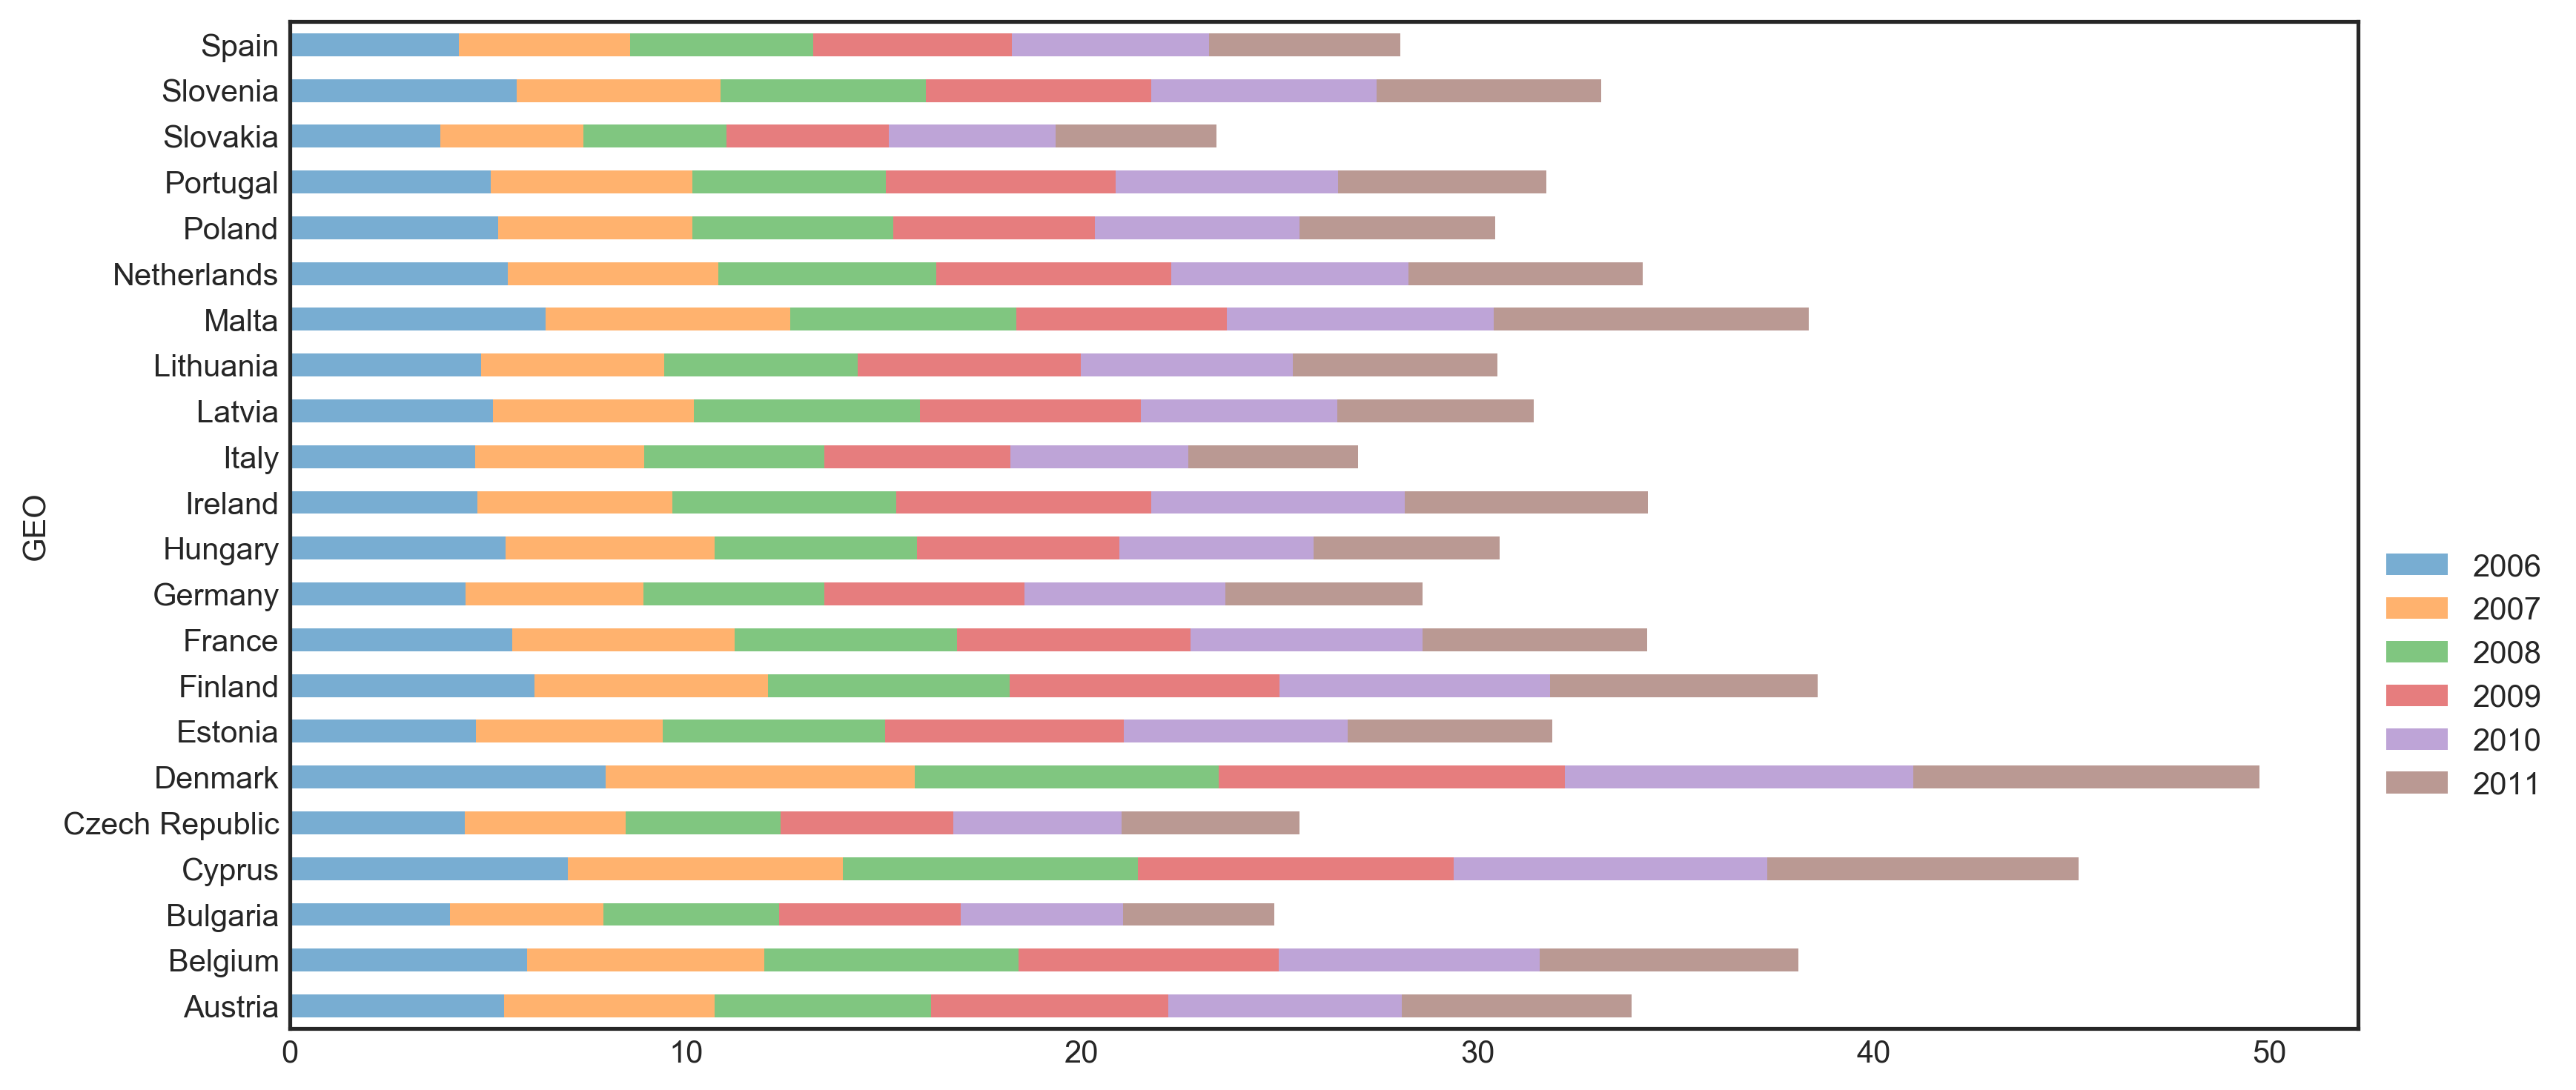 Spain
Slovenia
Slovakia
Portugal
Poland
Netherlands
Malta
Lithuania
Latvia
Italy
Ireland
Hungary
Germany
France
Finland
Estonia
Denmark
Czech Republic
Cyprus
Bulgaria
Belgium
Austria
GEO
0 10 20 30 40 50
2006
2007
2008
2009
2010
2011